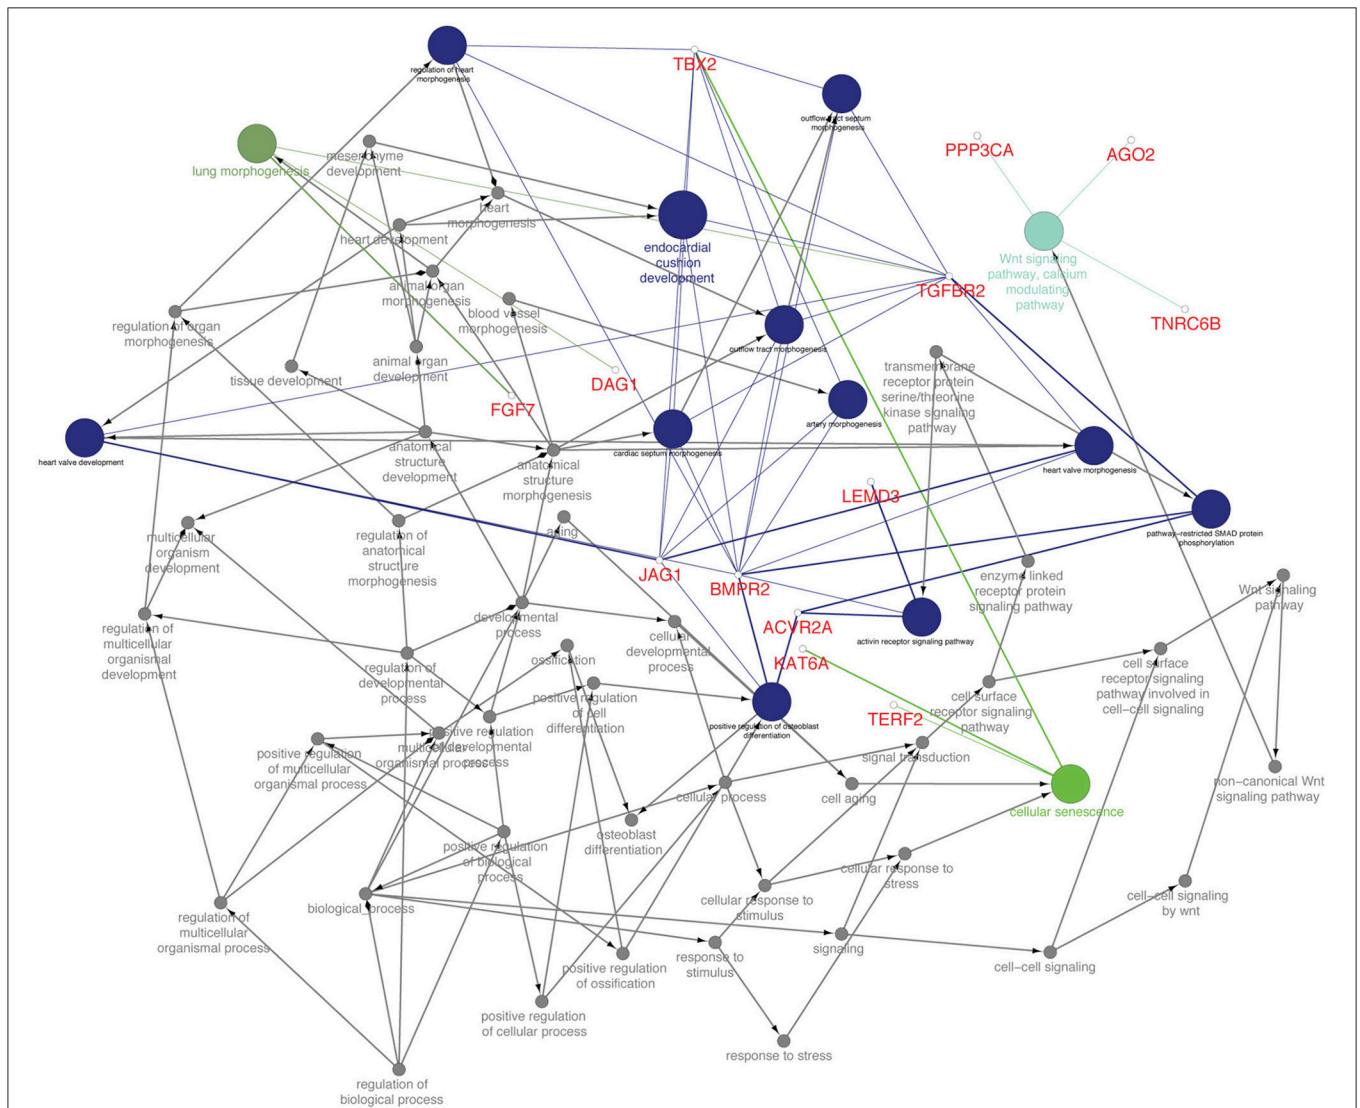 TBX2
regulation of heart
morphogenesis
outflow tract septum
morphogenesis
PPP3CA
AGO2
mesenchyme
development
lung morphogenesis
heart
morphogenesis
heart development
endocardial
cushion
development
Wnt signaling
pathway, calcium
modulating
pathway
animal organ
morphogenesis
TGFBR2
blood vessel
morphogenesis
regulation of organ
morphogenesis
TNRC6B
outflow tract morphogenesis
animal organ
development
tissue development
transmembrane
receptor protein
serine/threonine
kinase signaling
pathway
DAG1
FGF7
artery morphogenesis
anatomical
structure
development
cardiac septum morphogenesis
heart valve development
anatomical
structure
morphogenesis
heart valve morphogenesis
LEMD3
aging
multicellular
organism
development
regulation of
anatomical
structure
morphogenesis
pathway-restricted SMAD protein
phosphorylation
JAG1
BMPR2
enzyme linked
receptor protein
signaling pathway
Wnt signaling
pathway
developmental
process
regulation of
multicellular
organismal
development
ACVR2A
cellular
developmental
process
activin receptor signaling pathway
ossification
KAT6A
regulation of
developmental
process
cell surface
receptor signaling
pathway involved in
cell-cell signaling
positive regulation
of cell
differentiation
cell surface
receptor signaling
pathway
TERF2
positive regulation of osteoblast
differentiation
positive regulation
of developmental
process
multicellular
organismal process
positive regulation
of multicellular
organismal process
signal transduction
non-canonical Wnt
signaling pathway
cellular process
cell aging
cellular senescence
osteoblast
differentiation
positive regulation
of biological
process
cellular response to
stress
cellular response to
stimulus
cell-cell signaling
by wnt
biological_process
regulation of
multicellular
organismal process
signaling
response to
stimulus
cell-cell signaling
positive regulation
of ossification
positive regulation
of cellular process
response to stress
regulation of
biological process